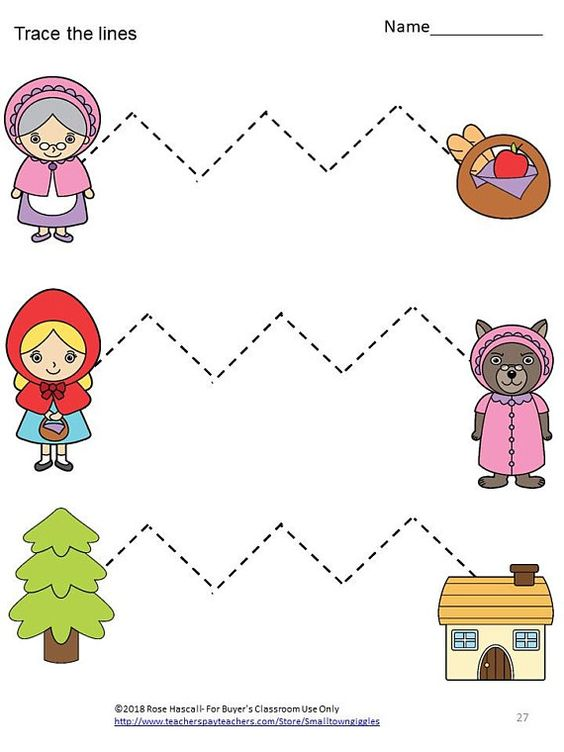 Trace the lines
Name____________
©2018 Rose Hascall- For Buyer's Classroom Use Only
http://www.teacherspayteachers.com/Store/Smalltowngiggles
27